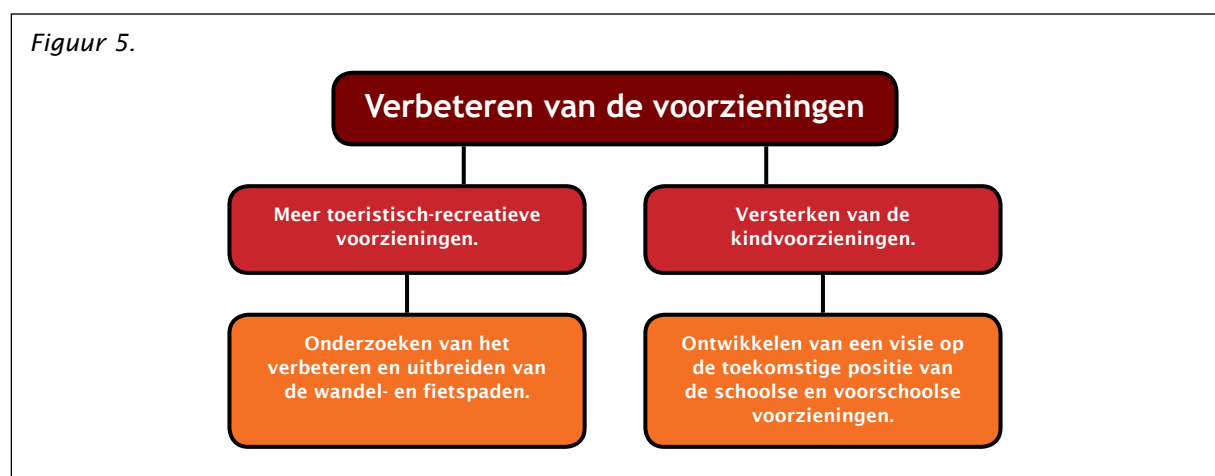 Figuur 5.
Verbeteren van de voorzieningen
Meer toeristisch-recreatieve
voorzieningen.
Versterken van de
kindvoorzieningen.
Onderzoeken van het
verbeteren en uitbreiden van
de wandel- en fietspaden.
Ontwikkelen van een visie op
de toekomstige positie van
de schoolse en voorschoolse
voorzieningen.